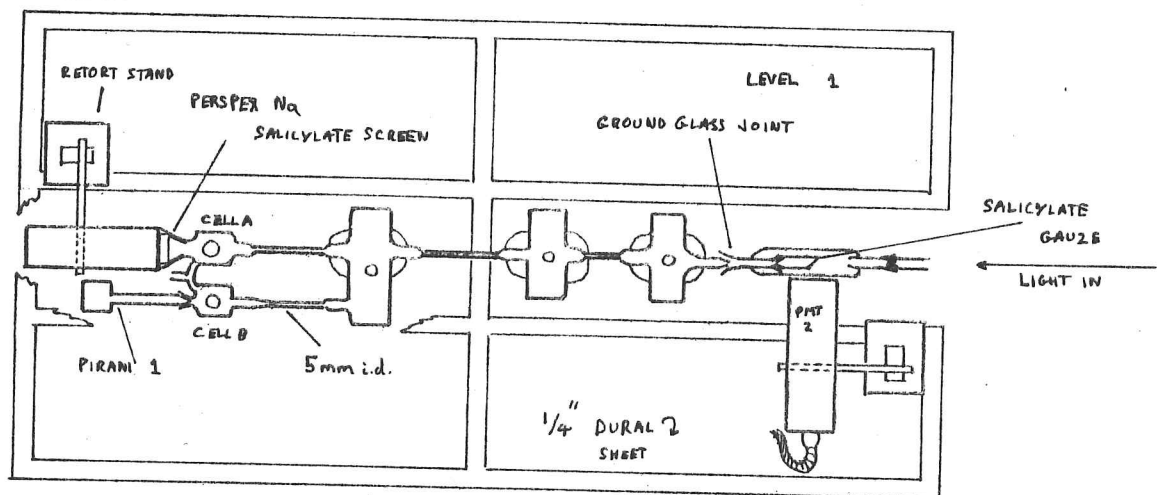 RETORT STAND
LEVEL 1
PERSPEX Na
SALICYLATE SCREEN
GROUND GLASS JOINT
SALICYLATE
GAUZE
LIGHT IN
CELL A
CELL B
PMT
2
PIRANI 1
5mm i.d.
1/4" DURAL
SHEET